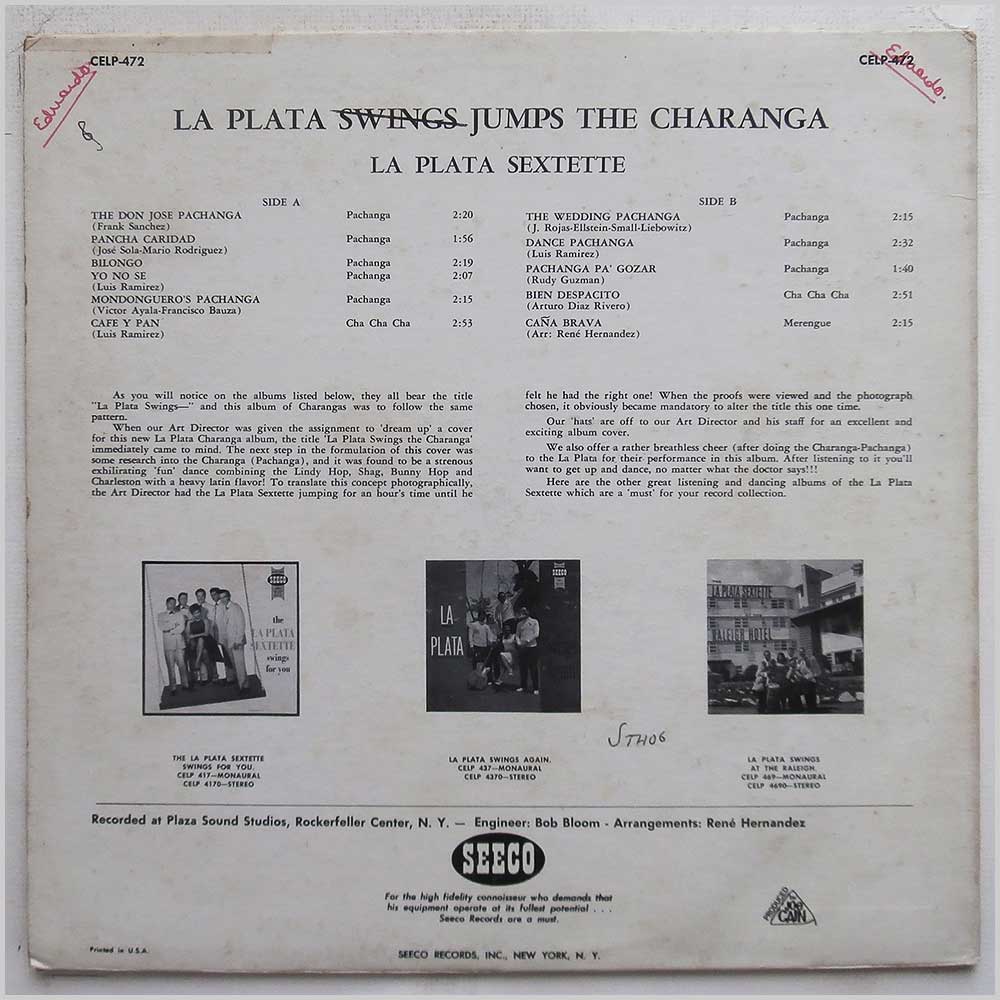 CELP-472
CELP-472
Eduardo.
Eduardo.
LA PLATA SWINGS JUMPS THE CHARANGA
LA PLATA SEXTETTE
SIDE A
THE DON JOSE PACHANGA Pachanga 2:20
(Frank Sanchez)
PANCHA CARIDAD Pachanga 1:56
(José Sola-Mario Rodriguez)
BILONGO Pachanga 2:19
YO NO SE Pachanga 2:07
(Luis Ramirez)
MONDONGUERO'S PACHANGA Pachanga 2:15
(Victor Ayala-Francisco Bauza)
CAFE Y PAN Cha Cha Cha 2:53
(Luis Ramirez)
SIDE B
THE WEDDING PACHANGA Pachanga 2:15
(J. Rojas-Ellstein-Small-Liebowitz)
DANCE PACHANGA Pachanga 2:32
(Luis Ramirez)
PACHANGA PA' GOZAR Pachanga 1:40
(Rudy Guzman)
BIEN DESPACITO Cha Cha Cha 2:51
(Arturo Diaz Rivero)
CAÑA BRAVA Merengue 2:15
(Arr: René Hernandez)
As you will notice on the albums listed below, they all bear the title
"La Plata Swings—" and this album of Charangas was to follow the same
pattern.
When our Art Director was given the assignment to 'dream up' a cover
for this new La Plata Charanga album, the title 'La Plata Swings the Charanga'
immediately came to mind. The next step in the formulation of this cover was
some research into the Charanga (Pachanga), and it was found to be a strenous
exhilirating 'fun' dance combining the Lindy Hop, Shag, Bunny Hop and
Charleston with a heavy latin flavor! To translate this concept photographically,
the Art Director had the La Plata Sextette jumping for an hour's time until he
felt he had the right one! When the proofs were viewed and the photograph
chosen, it obviously became mandatory to alter the title this one time.
Our 'hats' are off to our Art Director and his staff for an excellent and
exciting album cover.
We also offer a rather breathless cheer (after doing the Charanga-Pachanga)
to the La Plata for their performance in this album. After listening to it you'll
want to get up and dance, no matter what the doctor says!!!
Here are the other great listening and dancing albums of the La Plata
Sextette which are a 'must' for your record collection.
SEECO
the
LA PLATA
SEXTETTE
swings
for you
SEECO
LA
PLATA
LA PLATA SEXTETTE
RALEIGH HOTEL
STH06
THE LA PLATA SEXTETTE
SWINGS FOR YOU.
CELP 417—MONAURAL
CELP 4170—STEREO
LA PLATA SWINGS AGAIN.
CELP 437—MONAURAL
CELP 4370—STEREO
LA PLATA SWINGS
AT THE RALEIGH.
CELP 469—MONAURAL
CELP 4690—STEREO
Recorded at Plaza Sound Studios, Rockerfeller Center, N. Y. — Engineer: Bob Bloom - Arrangements: René Hernandez
SEECO
For the high fidelity connoisseur who demands that
his equipment operate at its fullest potential . . .
Seeco Records are a must.
PRODUCED by JOE CAIN
Printed in U.S.A.
SEECO RECORDS, INC., NEW YORK, N. Y.